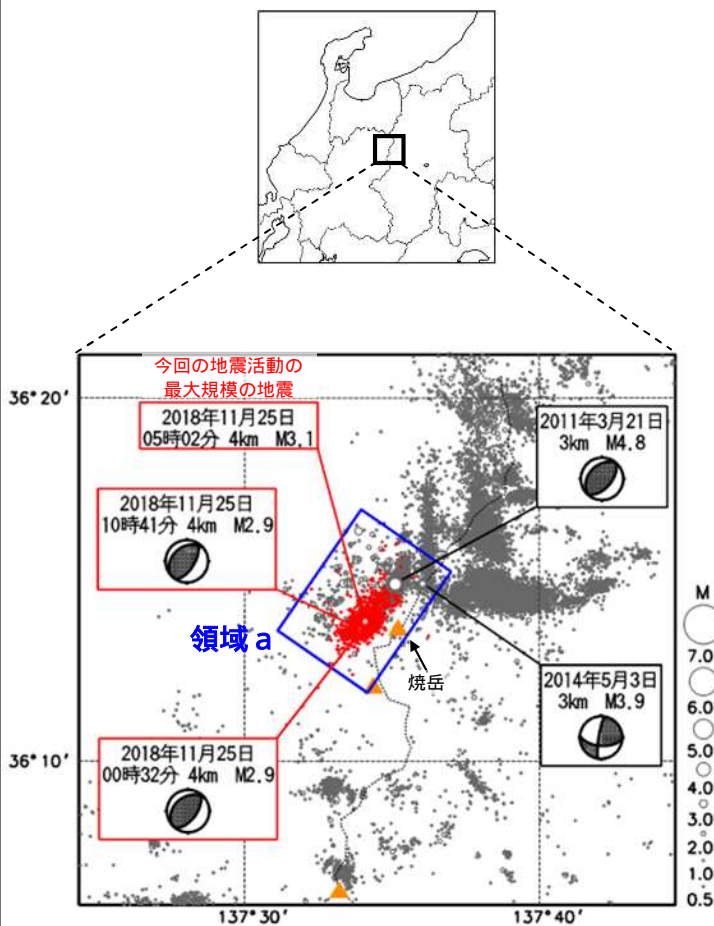 今回の地震活動の
最大規模の地震
36°20′
2018年11月25日
05時02分 4km M3.1
2011年3月21日
3km M4.8
2018年11月25日
10時41分 4km M2.9
領域a
焼岳
M
7.0
6.0
5.0
4.0
3.0
2.0
1.0
0.5
2014年5月3日
3km M3.9
36°10′
2018年11月25日
00時32分 4km M2.9
137°30′
137°40′